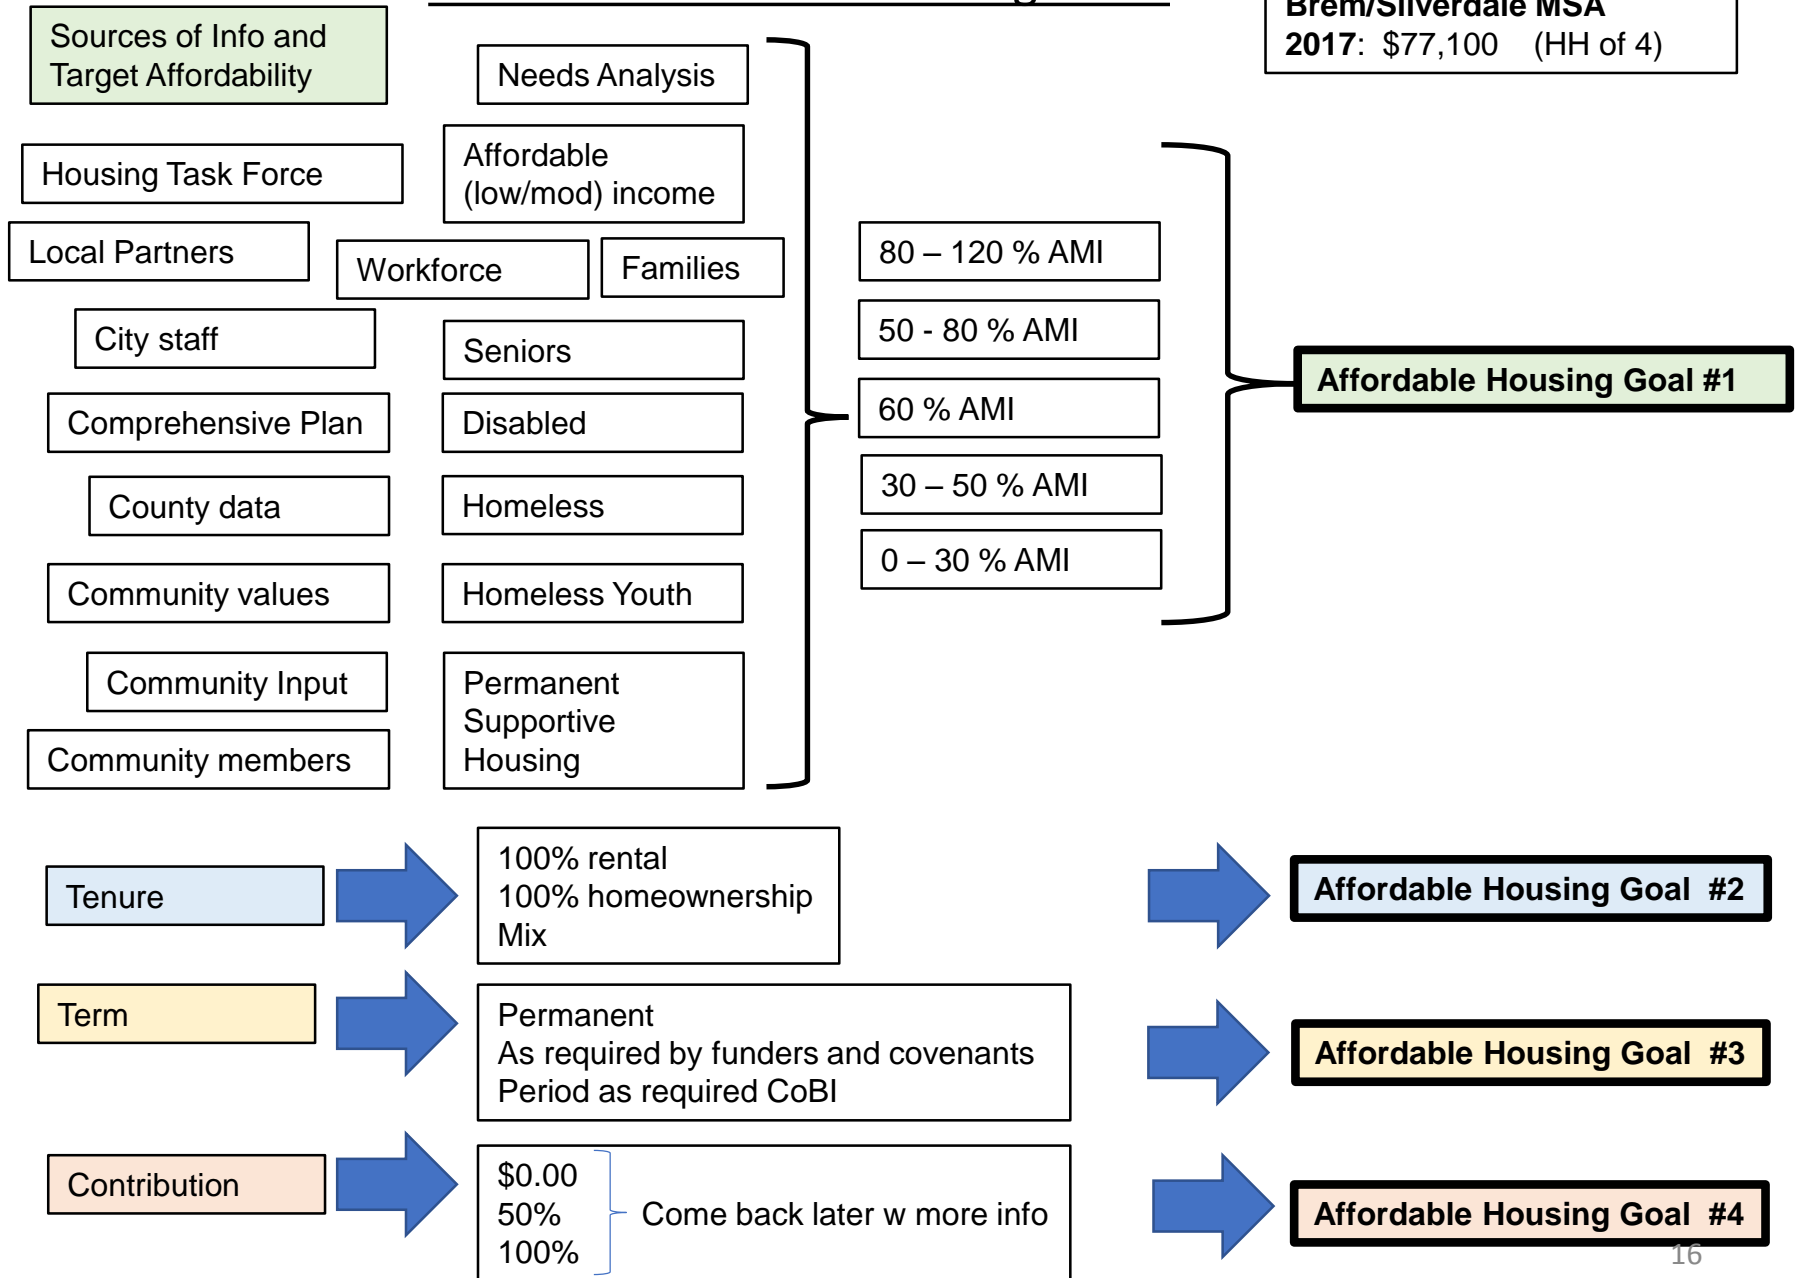 Brem/Silverdale MSA
2017: $77,100 (HH of 4)
Sources of Info and
Target Affordability
Housing Task Force
Local Partners
City staff
Comprehensive Plan
County data
Community values
Community Input
Community members
Needs Analysis
Affordable
(low/mod) income
Workforce
Families
Seniors
Disabled
Homeless
Homeless Youth
Permanent
Supportive
Housing
80 – 120 % AMI
50 - 80 % AMI
60 % AMI
30 – 50 % AMI
0 – 30 % AMI
Affordable Housing Goal #1
Tenure
100% rental
100% homeownership
Mix
Affordable Housing Goal #2
Term
Permanent
As required by funders and covenants
Period as required CoBI
Affordable Housing Goal #3
Contribution
$0.00
50%
100%
Come back later w more info
Affordable Housing Goal #4
16